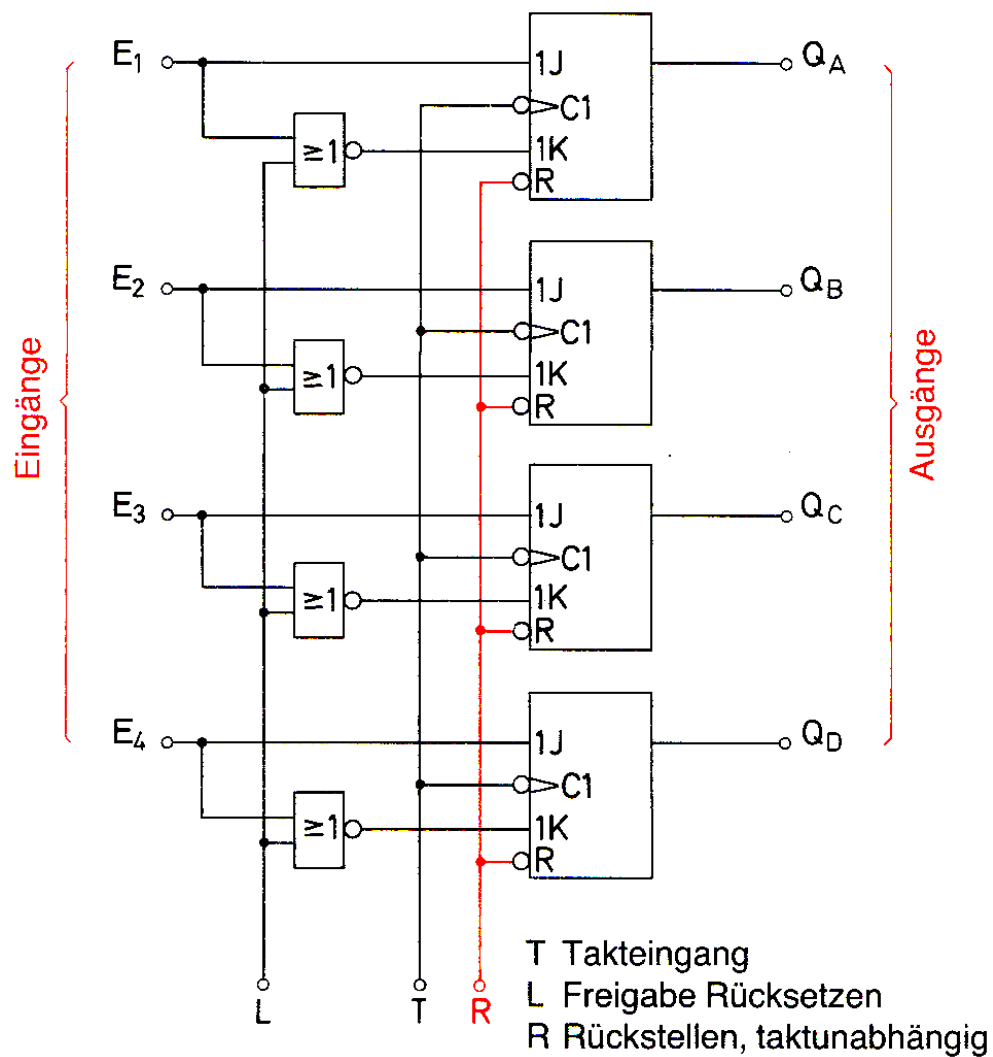 E1
1J
QA
C1
≥1
1K
R
E2
1J
QB
C1
≥1
1K
R
Eingänge
Ausgänge
E3
1J
QC
C1
≥1
1K
R
E4
1J
QD
C1
≥1
1K
R
T Takteingang
L Freigabe Rücksetzen
R Rückstellen, taktunabhängig
L
T
R